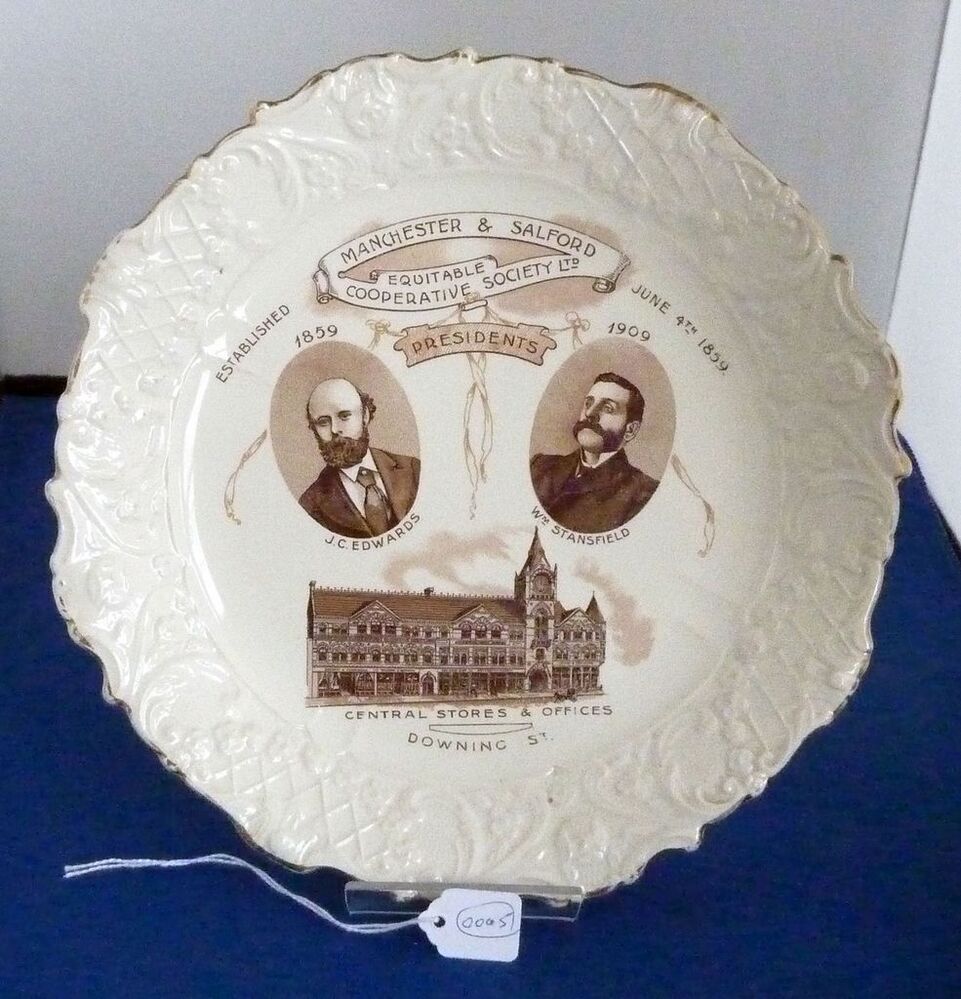 MANCHESTER & SALFORD
EQUITABLE
COOPERATIVE SOCIETY LTD
ESTABLISHED
JUNE 4TH 1859.
1859
PRESIDENTS
1909
J.C. EDWARDS
WM STANSFIELD
CENTRAL STORES & OFFICES
DOWNING ST.
0095